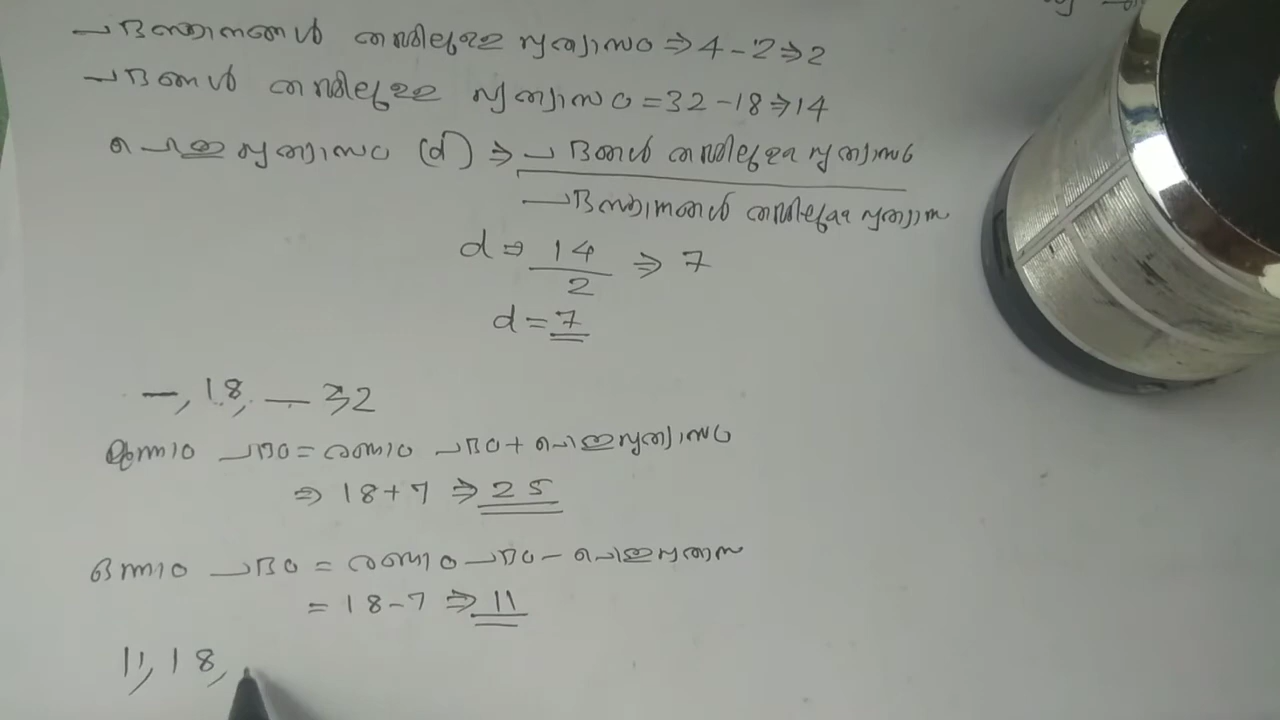 പദസ്ഥാനങ്ങൾ തമ്മിലുള്ള വ്യത്യാസം ⇒ 4 - 2 ⇒ 2
പദങ്ങൾ തമ്മിലുള്ള വ്യത്യാസം = 32 - 18 ⇒ 14
പൊതുവ്യത്യാസം (d) ⇒ പദങ്ങൾ തമ്മിലുള്ള വ്യത്യാസം
പദസ്ഥാനങ്ങൾ തമ്മിലുള്ള വ്യത്യാസ
d ⇒ 14 ⇒ 7
2
d = 7
—, 18, — 32
മൂന്നാം പദം = രണ്ടാം പദം + പൊതുവ്യത്യാസം
⇒ 18 + 7 ⇒ 25
ഒന്നാം പദം = രണ്ടാം പദം - പൊതുവ്യത്യാസ
= 18 - 7 ⇒ 11
11, 18,